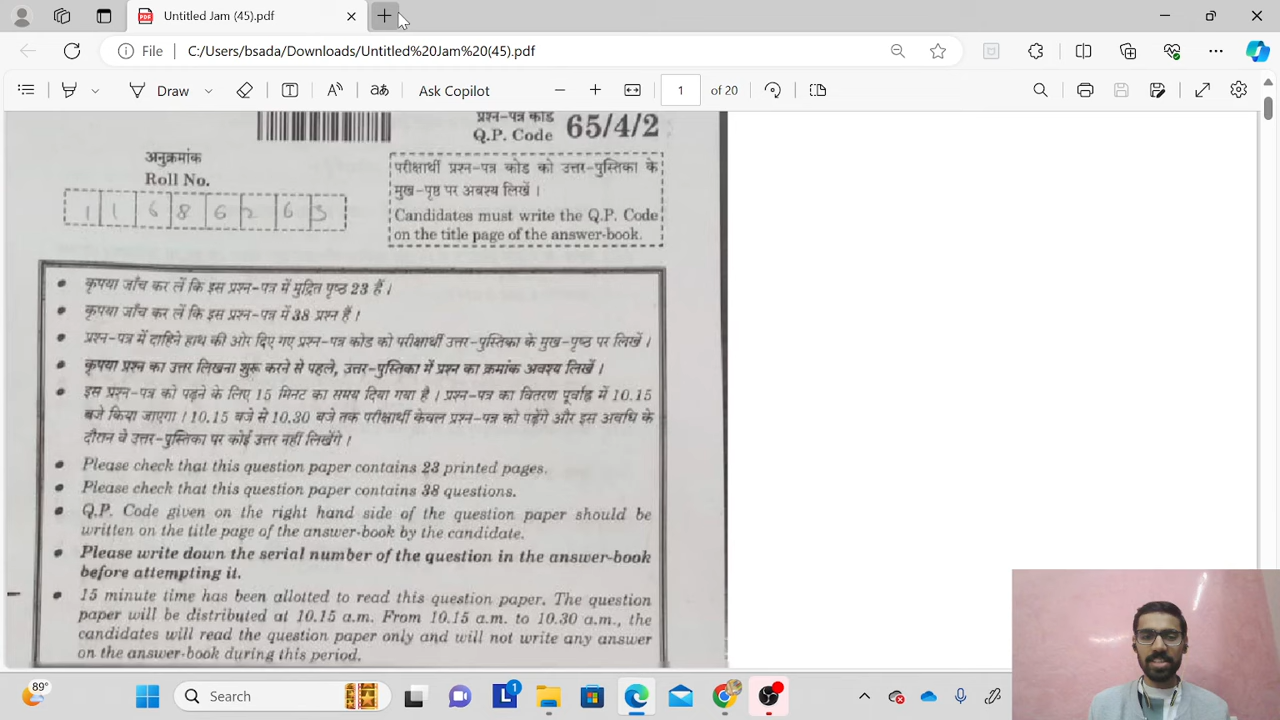 Untitled Jam (45).pdf
File
C:/Users/bsada/Downloads/Untitled%20Jam%20(45).pdf
Draw
Ask Copilot
1 of 20
प्रश्न-पत्र कोड
Q.P. Code 65/4/2
अनुक्रमांक
Roll No.
1 1 6 8 6 2 6 3
परीक्षार्थी प्रश्न-पत्र कोड को उत्तर-पुस्तिका के
मुख-पृष्ठ पर अवश्य लिखें ।
Candidates must write the Q.P. Code
on the title page of the answer-book.
कृपया जाँच कर लें कि इस प्रश्न-पत्र में मुद्रित पृष्ठ 23 हैं ।
कृपया जाँच कर लें कि इस प्रश्न-पत्र में 38 प्रश्न हैं ।
प्रश्न-पत्र में दाहिने हाथ की ओर दिए गए प्रश्न-पत्र कोड को परीक्षार्थी उत्तर-पुस्तिका के मुख-पृष्ठ पर लिखें ।
कृपया प्रश्न का उत्तर लिखना शुरू करने से पहले, उत्तर-पुस्तिका में प्रश्न का क्रमांक अवश्य लिखें ।
इस प्रश्न-पत्र को पढ़ने के लिए 15 मिनट का समय दिया गया है । प्रश्न-पत्र का वितरण पूर्वाह्न में 10.15
बजे किया जाएगा । 10.15 बजे से 10.30 बजे तक परीक्षार्थी केवल प्रश्न-पत्र को पढ़ेंगे और इस अवधि के
दौरान वे उत्तर-पुस्तिका पर कोई उत्तर नहीं लिखेंगे ।
Please check that this question paper contains 23 printed pages.
Please check that this question paper contains 38 questions.
Q.P. Code given on the right hand side of the question paper should be
written on the title page of the answer-book by the candidate.
Please write down the serial number of the question in the answer-book
before attempting it.
15 minute time has been allotted to read this question paper. The question
paper will be distributed at 10.15 a.m. From 10.15 a.m. to 10.30 a.m., the
candidates will read the question paper only and will not write any answer
on the answer-book during this period.
89°
Search